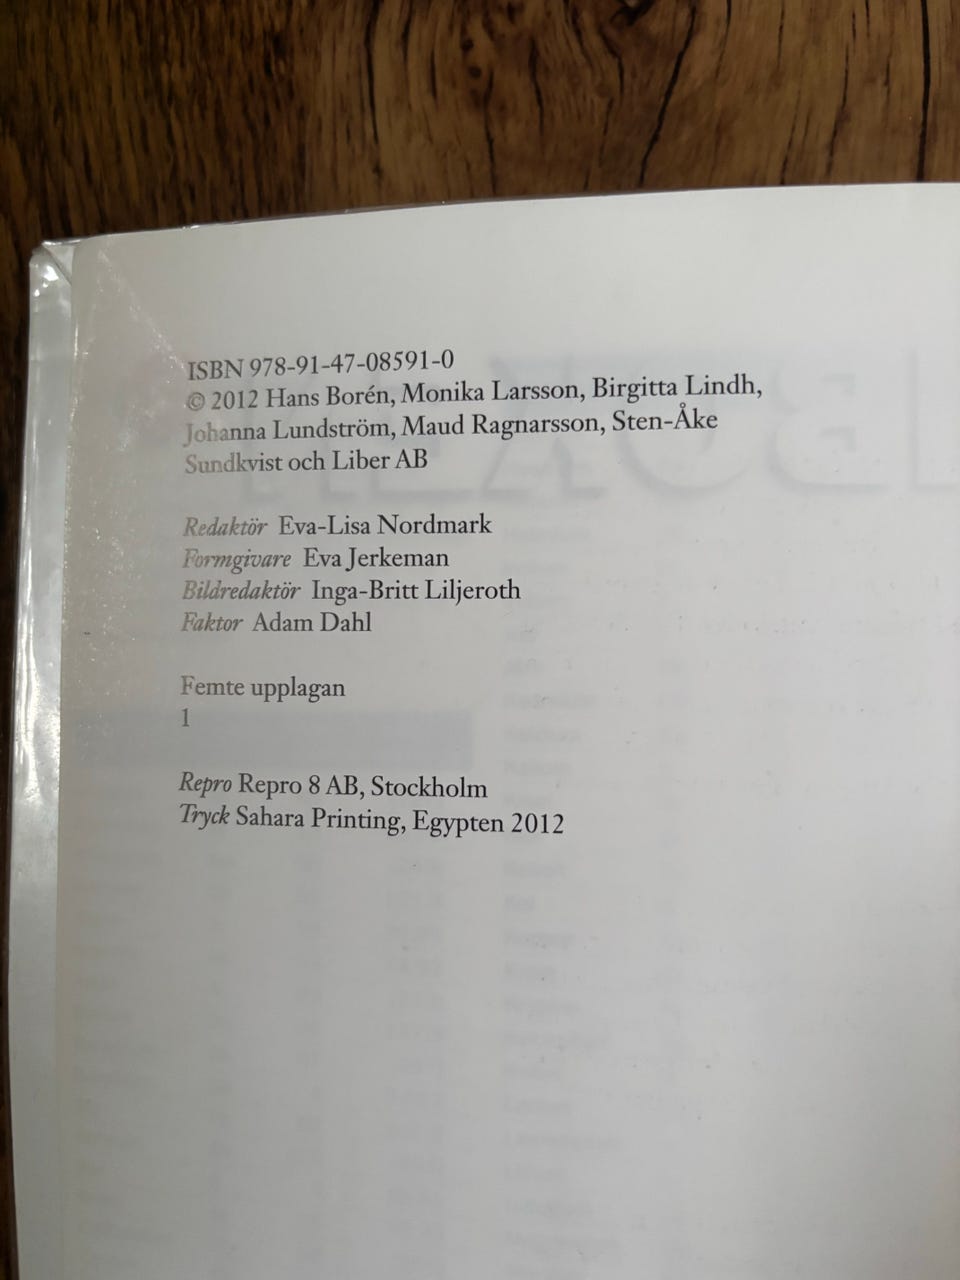 ISBN 978-91-47-08591-0
© 2012 Hans Borén, Monika Larsson, Birgitta Lindh,
Johanna Lundström, Maud Ragnarsson, Sten-Åke
Sundkvist och Liber AB
Redaktör Eva-Lisa Nordmark
Formgivare Eva Jerkeman
Bildredaktör Inga-Britt Liljeroth
Faktor Adam Dahl
Femte upplagan
1
Repro Repro 8 AB, Stockholm
Tryck Sahara Printing, Egypten 2012